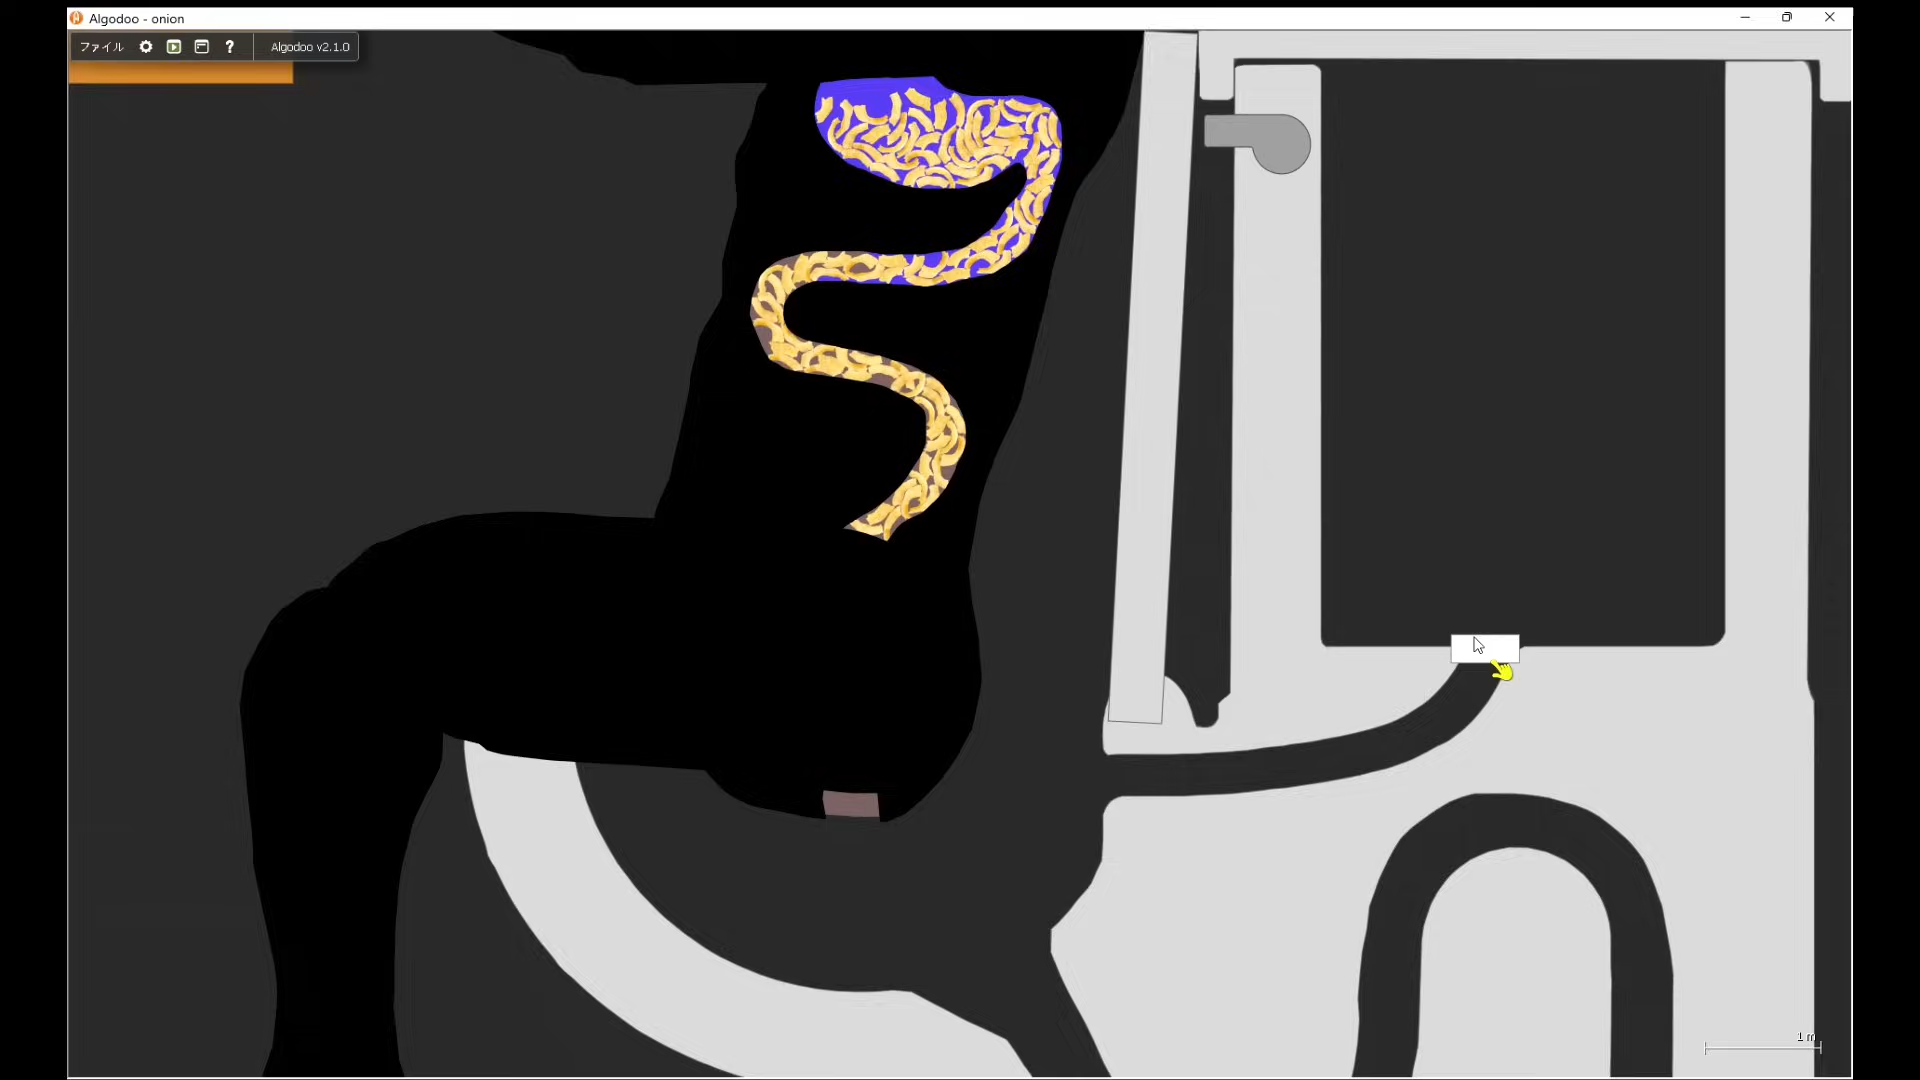 Algodoo - onion
ファイル ? Algodoo v2.1.0
1 m